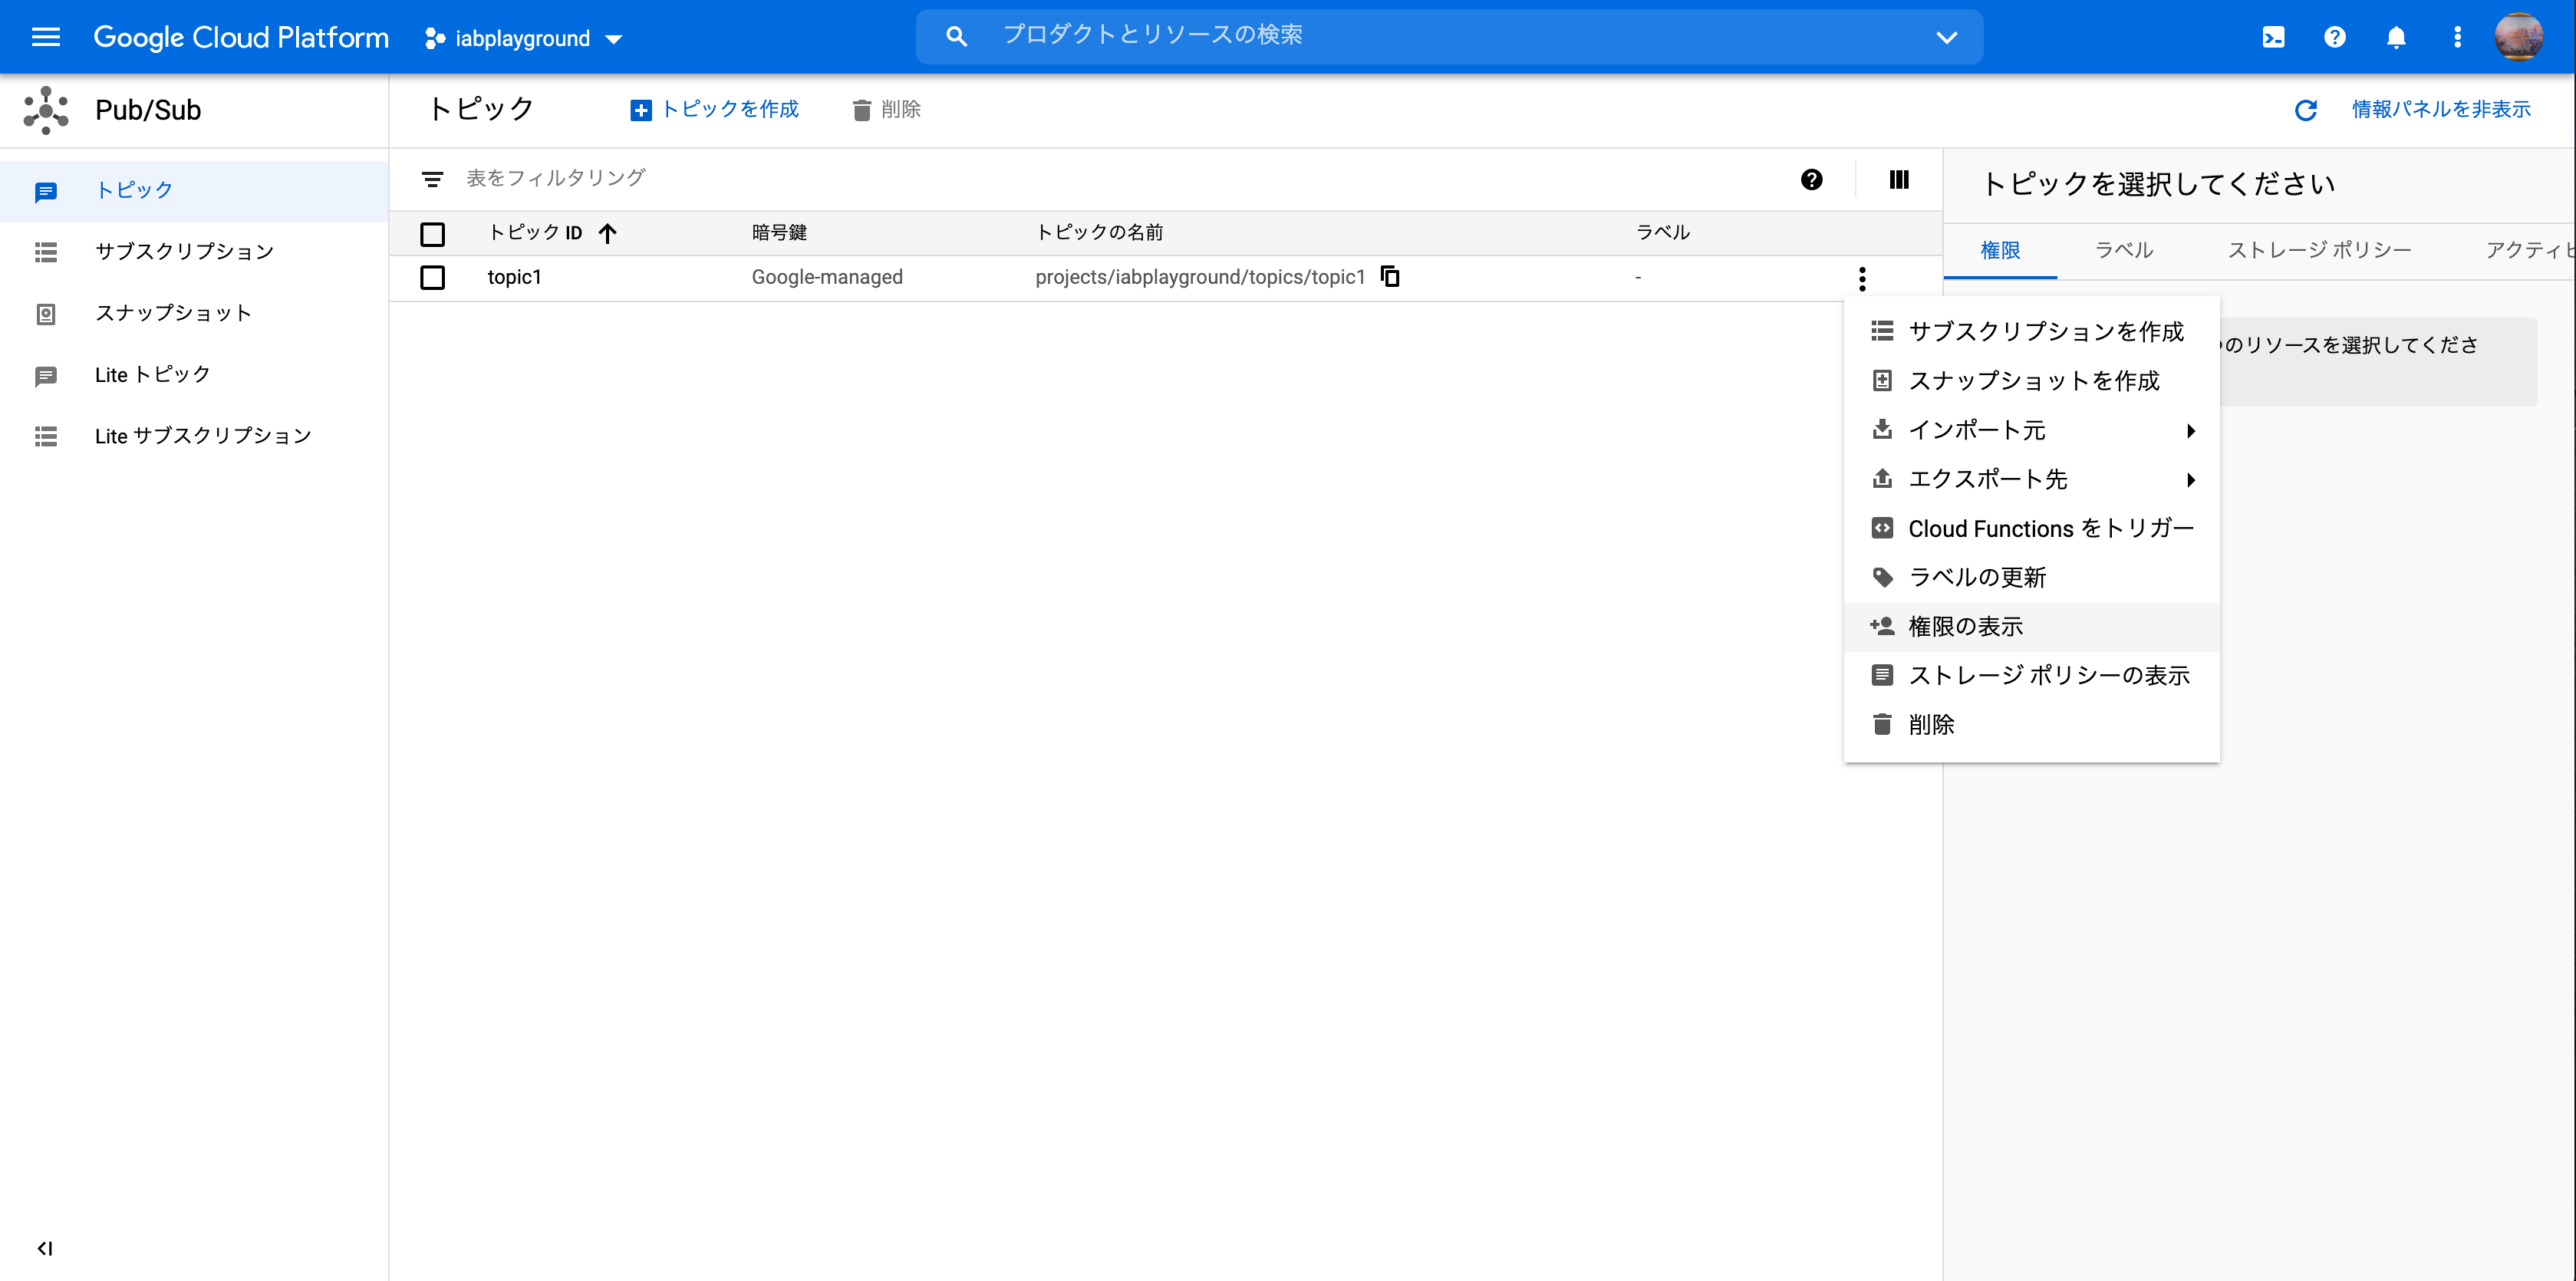 Google Cloud Platform
iabplayground
プロダクトとリソースの検索
Pub/Sub
トピック
トピックを作成
削除
情報パネルを非表示
トピック
サブスクリプション
スナップショット
Lite トピック
Lite サブスクリプション
表をフィルタリング
トピック ID
暗号鍵
トピックの名前
ラベル
topic1
Google-managed
projects/iabplayground/topics/topic1
-
トピックを選択してください
権限
ラベル
ストレージ ポリシー
アクティ
のリソースを選択してくださ
サブスクリプションを作成
スナップショットを作成
インポート元
エクスポート先
Cloud Functions をトリガー
ラベルの更新
権限の表示
ストレージ ポリシーの表示
削除